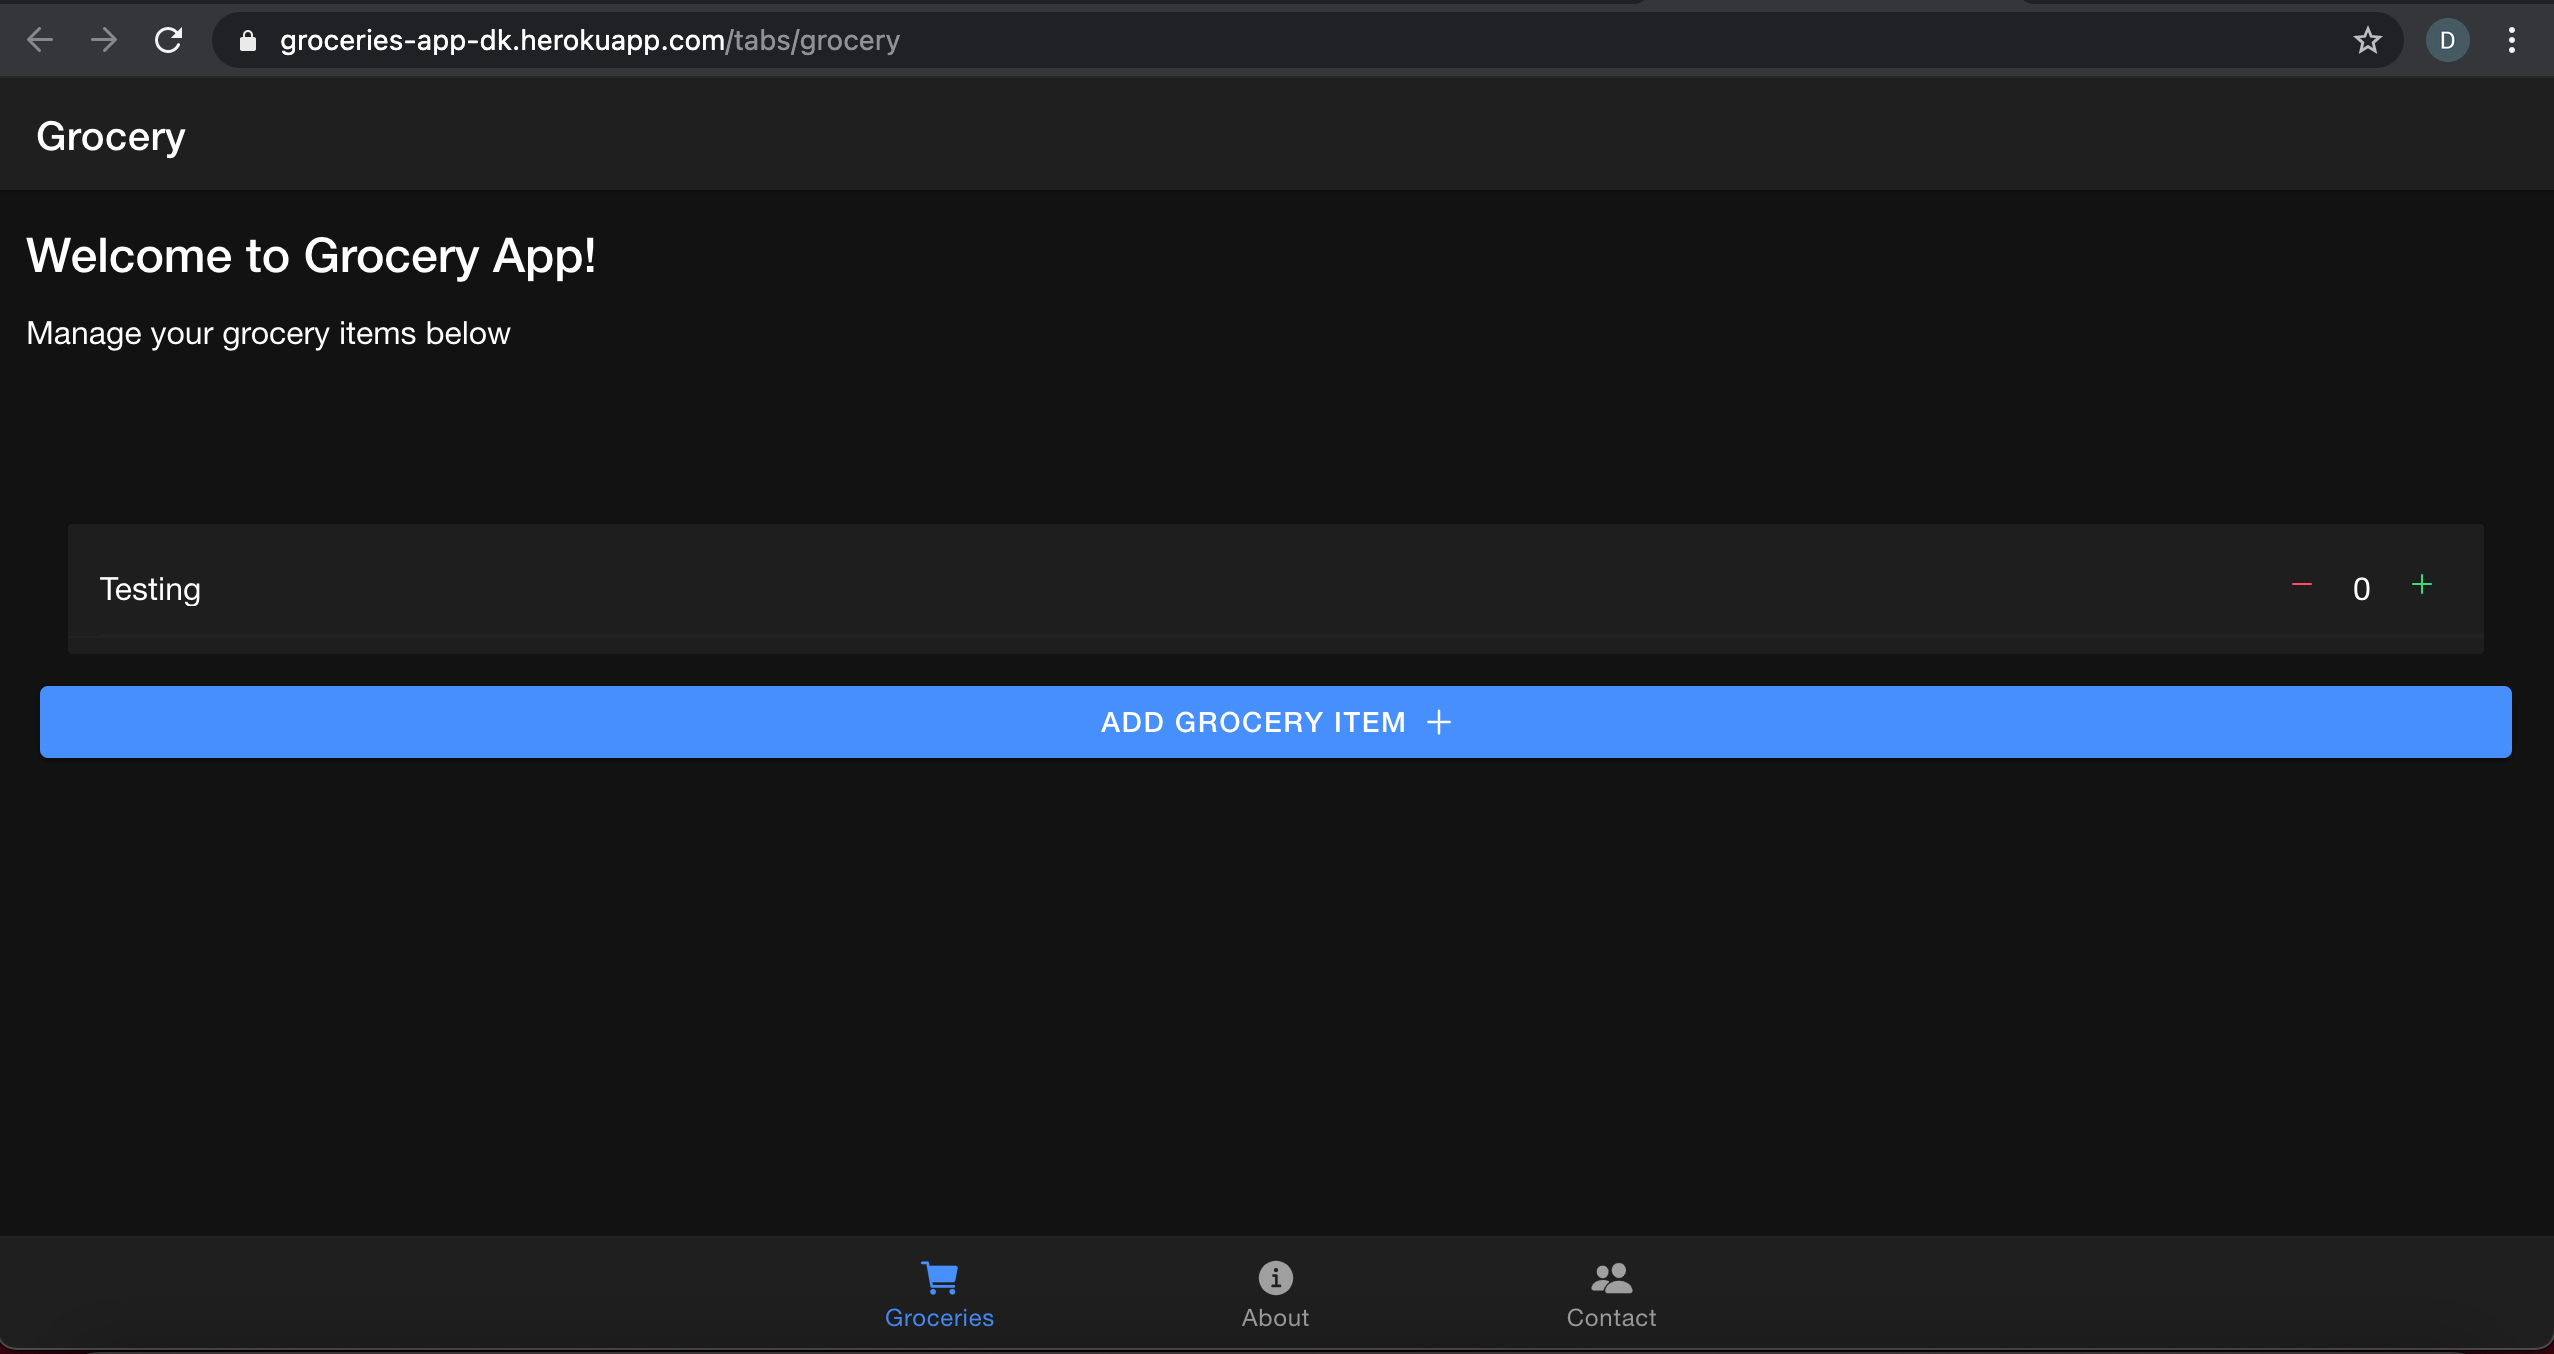 groceries-app-dk.herokuapp.com/tabs/grocery
D
Grocery
Welcome to Grocery App!
Manage your grocery items below
Testing
0
ADD GROCERY ITEM
Groceries
About
Contact